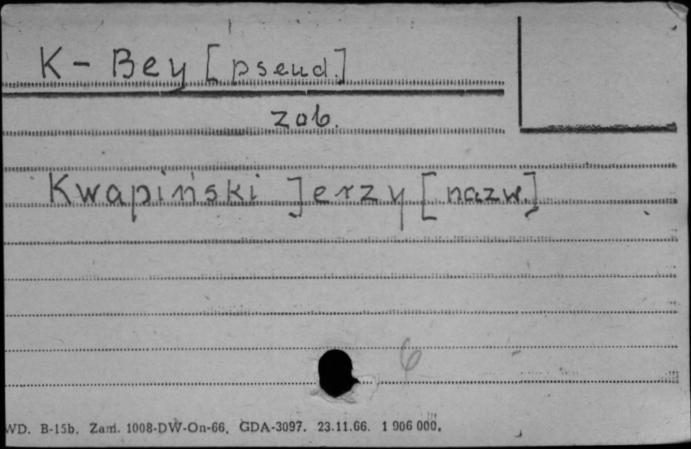 K - Bey [pseud.]
zob.
Kwapiński Jerzy [nazw.]
6
WD. B-15b. Zam. 1008-DW-On-66. GDA-3097. 23.11.66. 1 906 000.